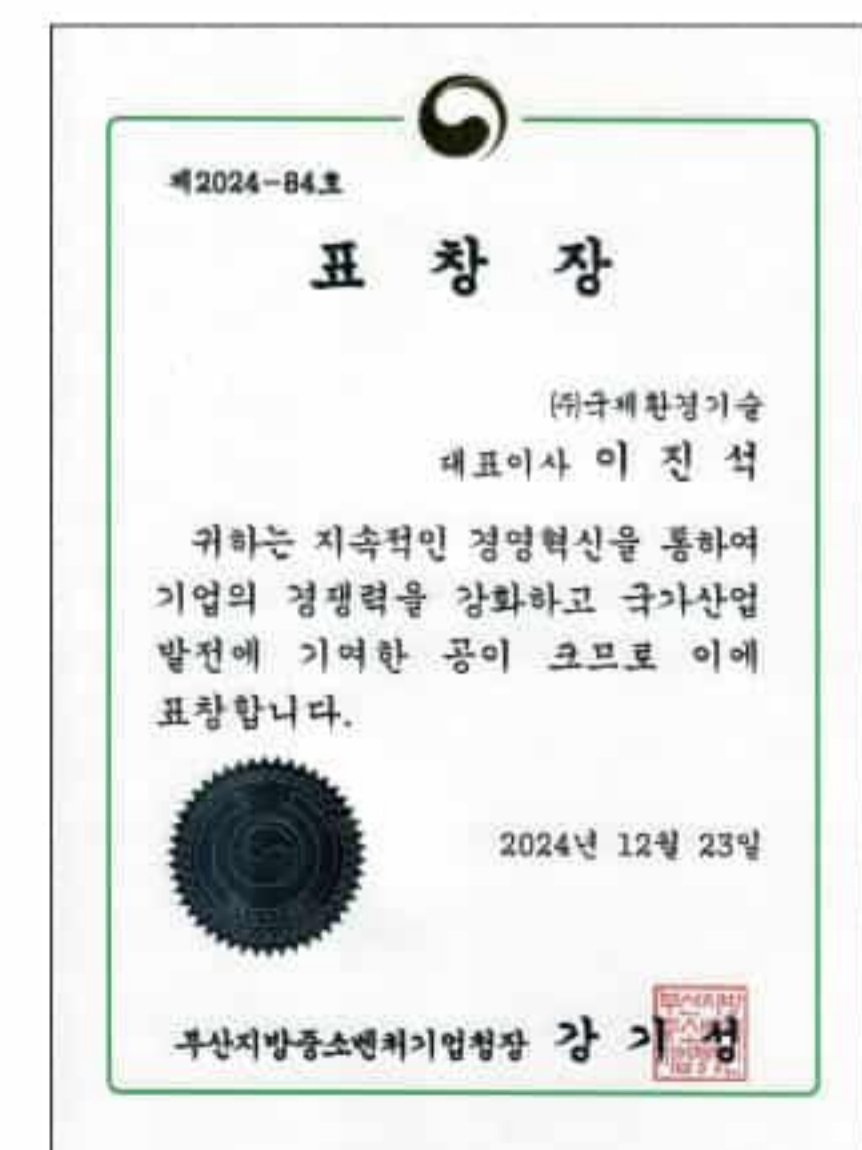 제2024-84호
표 창 장
㈜국제환경기술
대표이사 이 진 석
귀하는 지속적인 경영혁신을 통하여
기업의 경쟁력을 강화하고 국가산업
발전에 기여한 공이 크므로 이에
표창합니다.
2024년 12월 23일
부산지방중소벤처기업청장 강 기 성